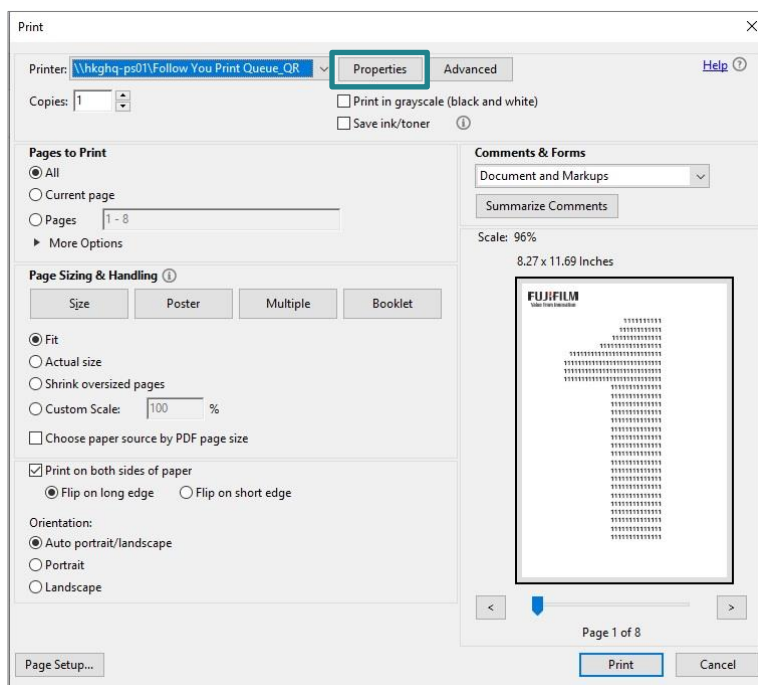 Print
Printer: \\hkghq-ps01\Follow You Print Queue_QR Properties Advanced Help
Copies: 1 Print in grayscale (black and white)
Save ink/toner
Pages to Print
All
Current page
Pages 1 - 8
More Options
Comments & Forms
Document and Markups
Summarize Comments
Scale: 96%
8.27 x 11.69 Inches
Page Sizing & Handling
Size Poster Multiple Booklet
Fit
Actual size
Shrink oversized pages
Custom Scale: 100 %
Choose paper source by PDF page size
Print on both sides of paper
Flip on long edge Flip on short edge
Orientation:
Auto portrait/landscape
Portrait
Landscape
FUJIFILM
Value from Innovation
< >
Page 1 of 8
Page Setup... Print Cancel